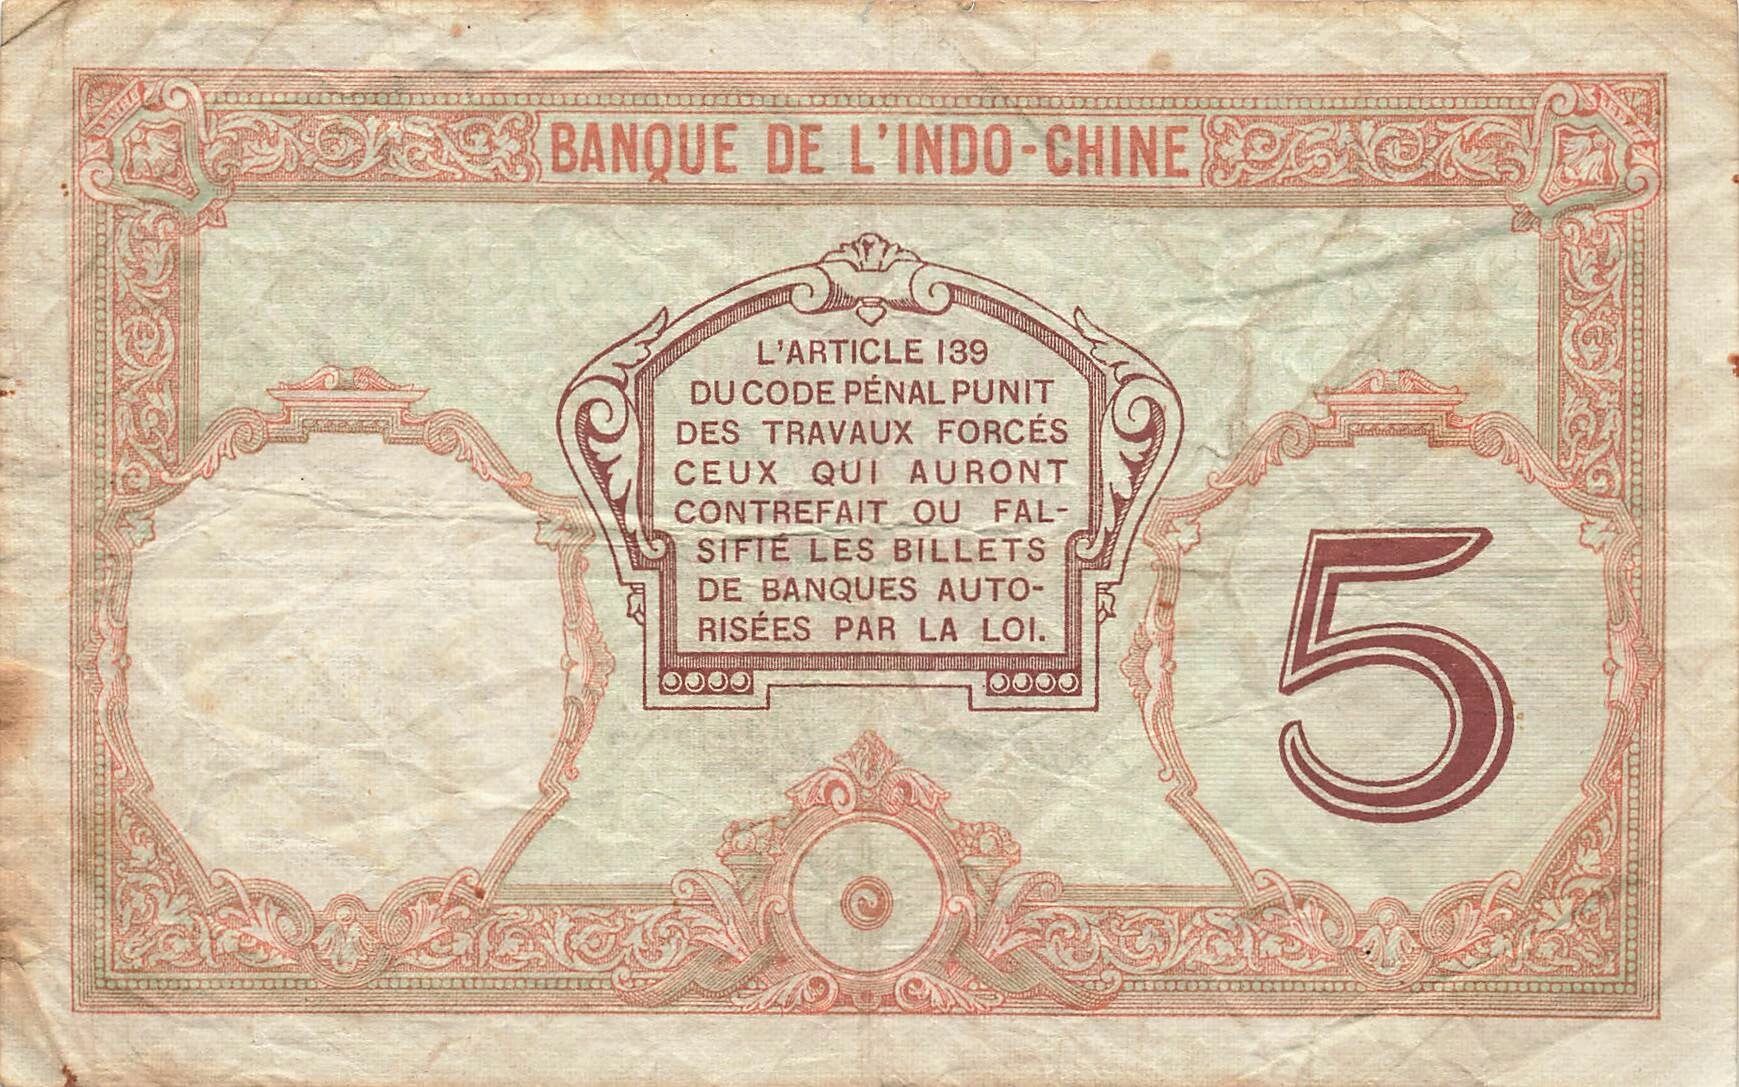 BANQUE DE L'INDO-CHINE
L'ARTICLE 139
DU CODE PÉNAL PUNIT
DES TRAVAUX FORCÉS
CEUX QUI AURONT
CONTREFAIT OU FAL-
SIFIÉ LES BILLETS
DE BANQUES AUTO-
RISÉES PAR LA LOI.
5